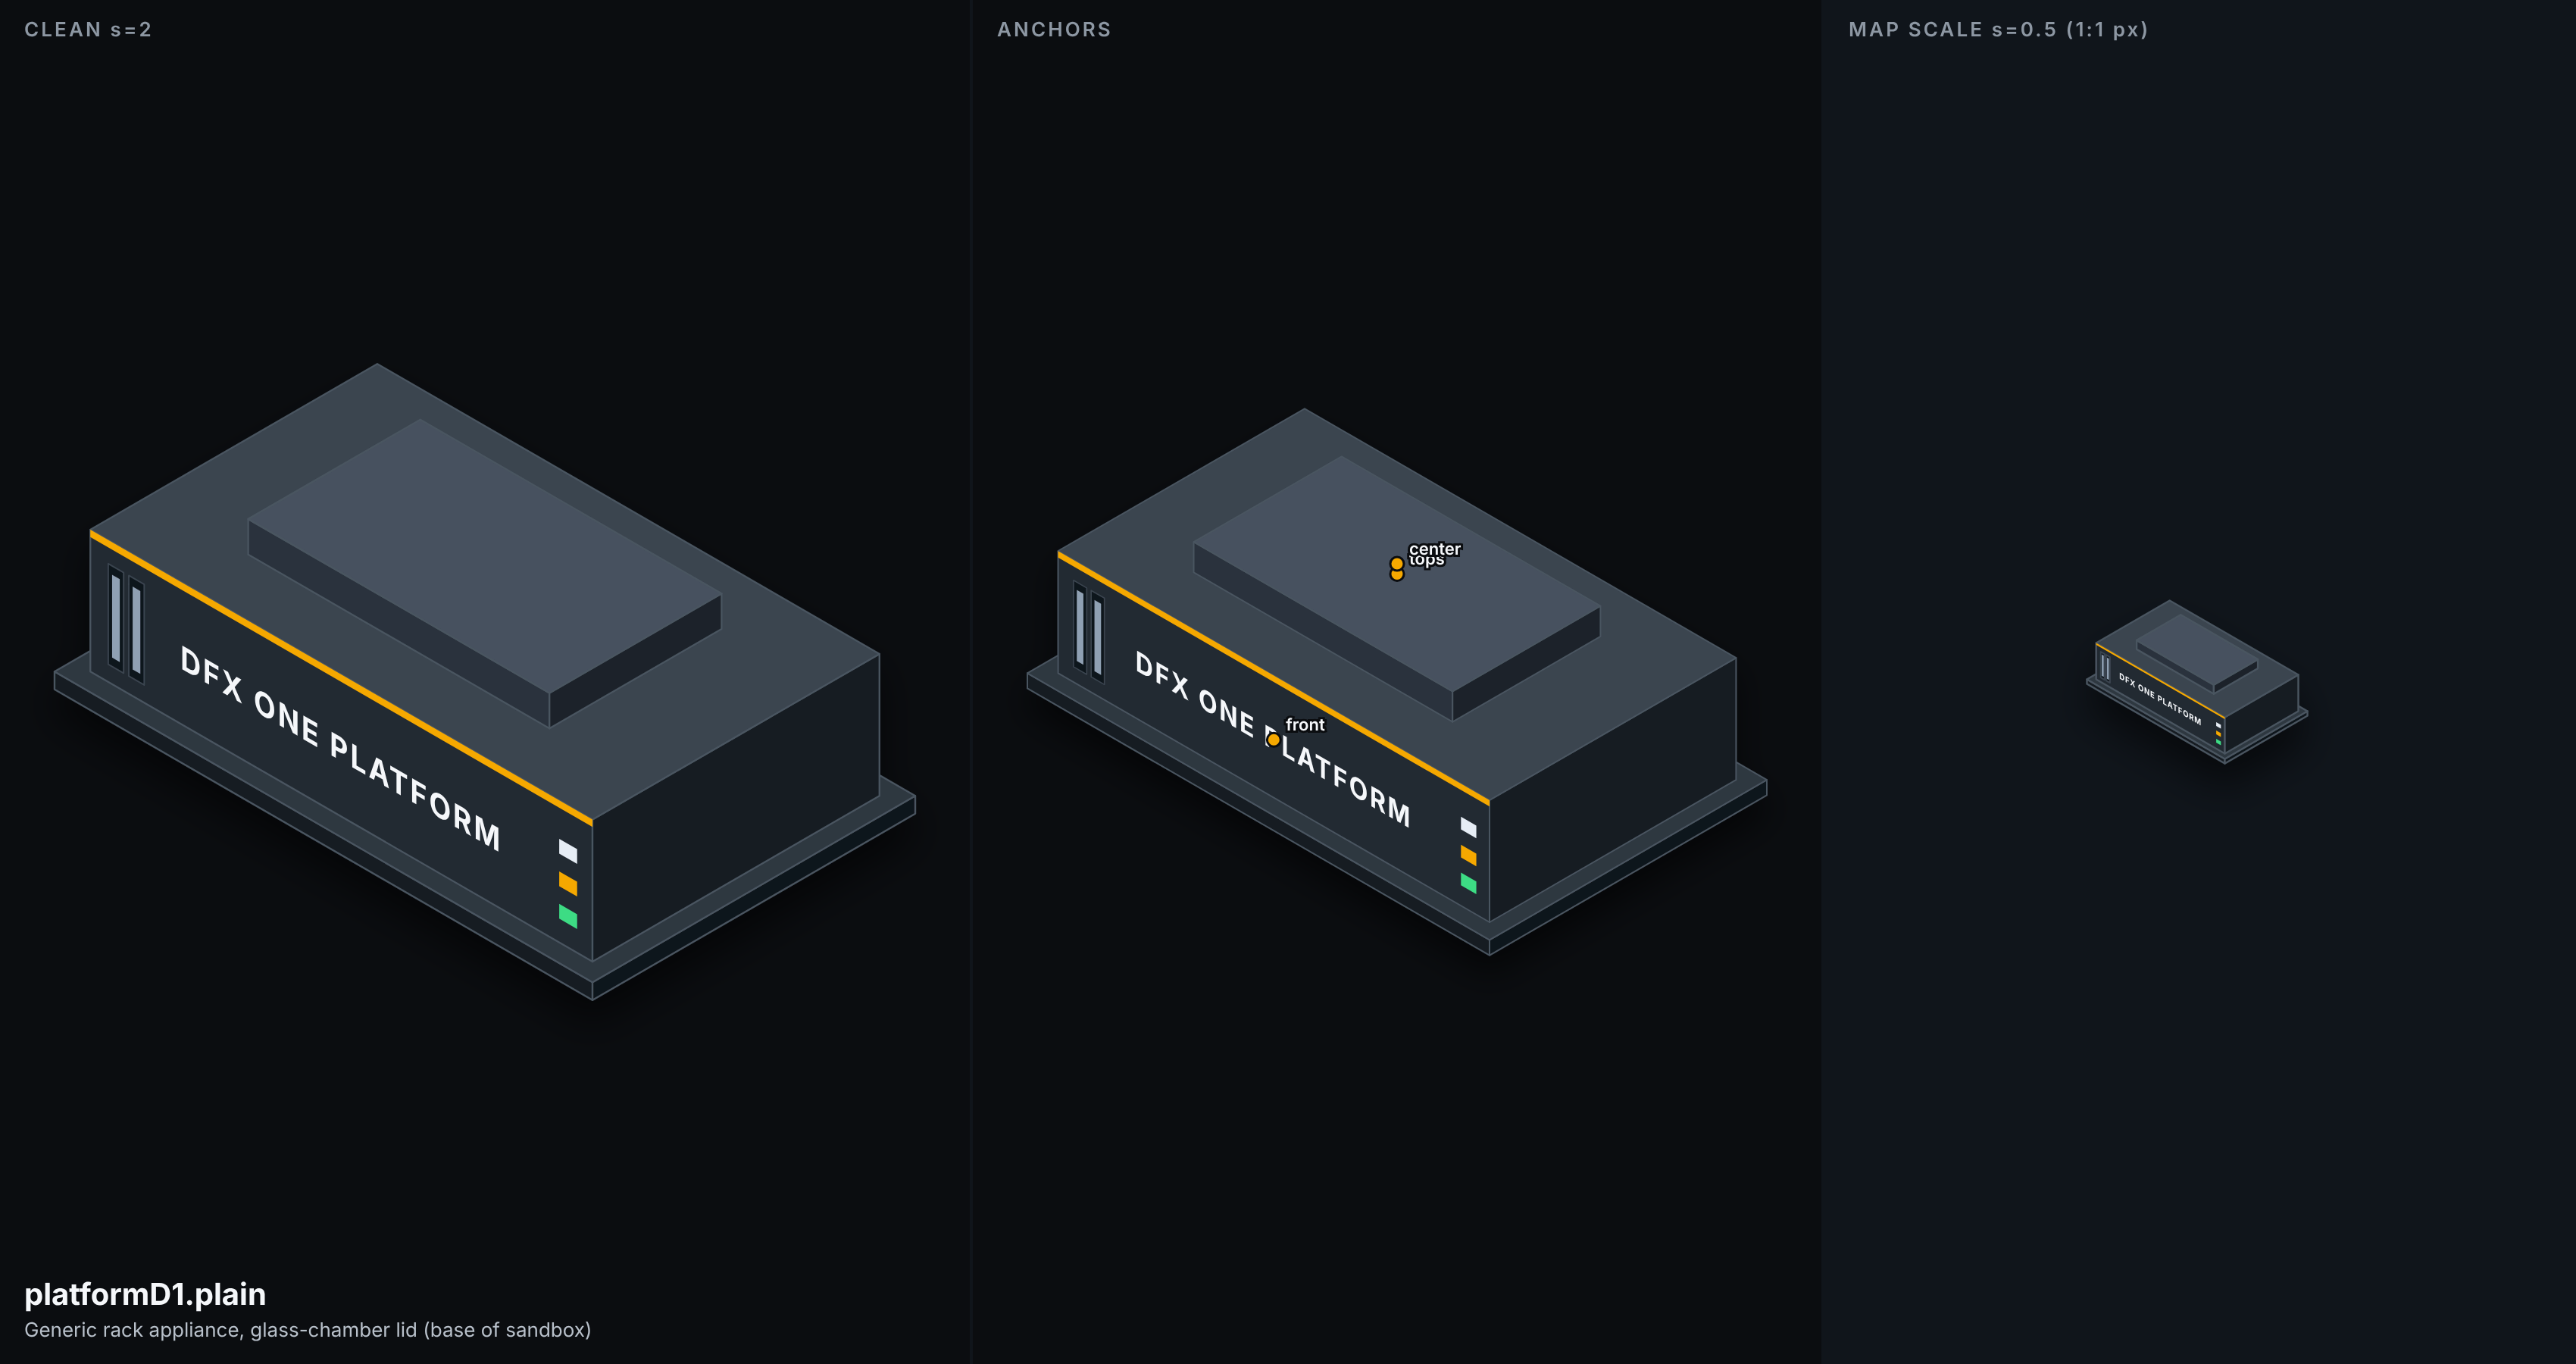 CLEAN s=2
ANCHORS
MAP SCALE s=0.5 (1:1 px)
DFX ONE PLATFORM
center
tops
front
DFX ONE PLATFORM
DFX ONE PLATFORM
platformD1.plain
Generic rack appliance, glass-chamber lid (base of sandbox)